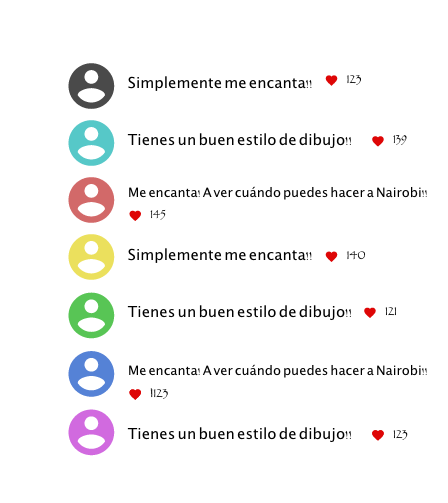 Simplemente me encanta!! 123
Tienes un buen estilo de dibujo!! 139
Me encanta! A ver cuándo puedes hacer a Nairobi!!
145
Simplemente me encanta!! 140
Tienes un buen estilo de dibujo!! 121
Me encanta! A ver cuándo puedes hacer a Nairobi!!
1123
Tienes un buen estilo de dibujo!! 123